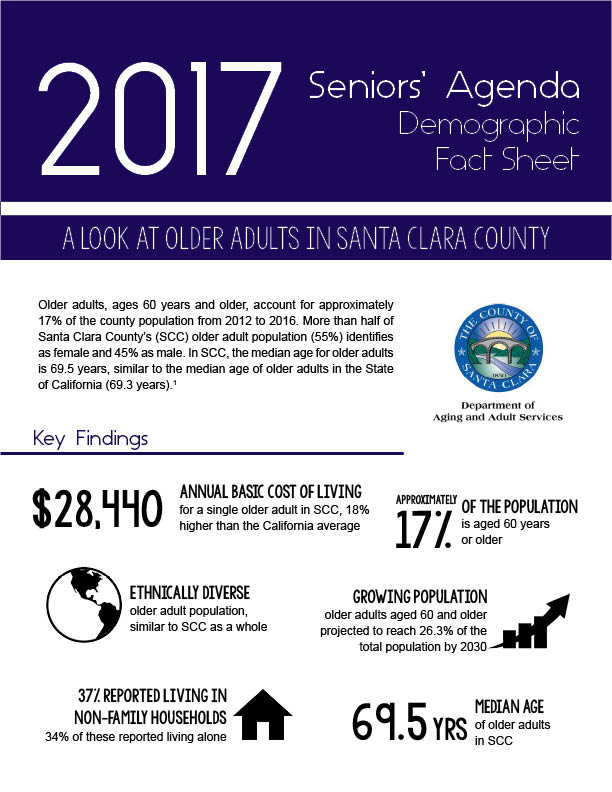 2017
Seniors' Agenda
Demographic
Fact Sheet
A LOOK AT OLDER ADULTS IN SANTA CLARA COUNTY
Older adults, ages 60 years and older, account for approximately
17% of the county population from 2012 to 2016. More than half of
Santa Clara County's (SCC) older adult population (55%) identifies
as female and 45% as male. In SCC, the median age for older adults
is 69.5 years, similar to the median age of older adults in the State
of California (69.3 years).¹
THE COUNTY OF
SANTA CLARA
1850
Department of
Aging and Adult Services
Key Findings
$28,440
ANNUAL BASIC COST OF LIVING
for a single older adult in SCC, 18%
higher than the California average
APPROXIMATELY
17%
OF THE POPULATION
is aged 60 years
or older
ETHNICALLY DIVERSE
older adult population,
similar to SCC as a whole
GROWING POPULATION
older adults aged 60 and older
projected to reach 26.3% of the
total population by 2030
37% REPORTED LIVING IN
NON-FAMILY HOUSEHOLDS
34% of these reported living alone
69.5 YRS
MEDIAN AGE
of older adults
in SCC